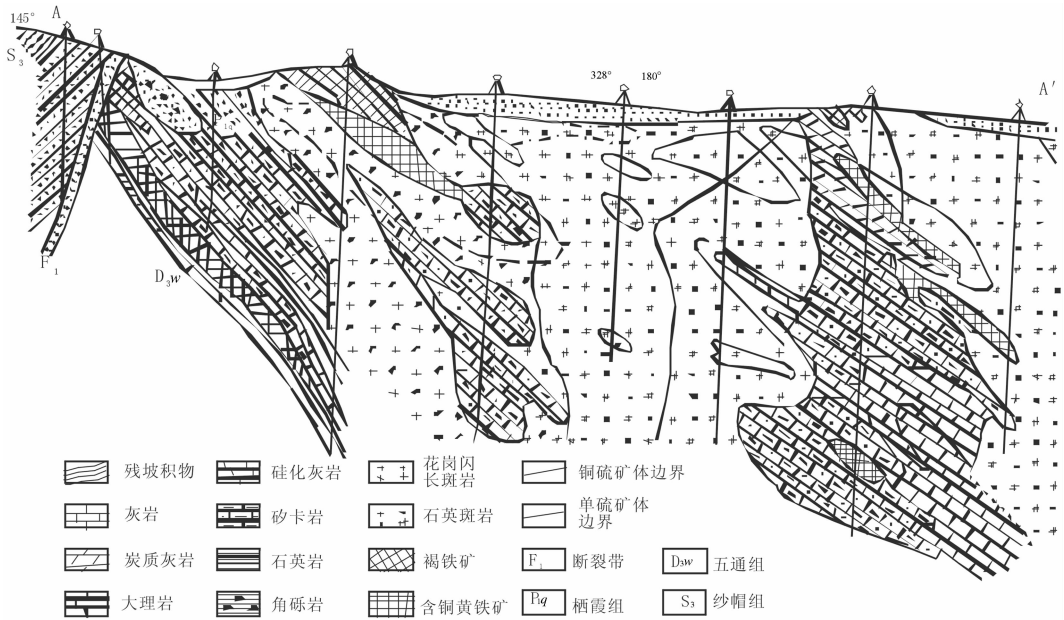 145°
A
328° 180°
A′
S₃
1q
F₁
D₃w
残坡积物
硅化灰岩
花岗闪
长斑岩
铜硫矿体边界
灰岩
矽卡岩
石英斑岩
单硫矿体
边界
炭质灰岩
石英岩
褐铁矿
F₁
断裂带
D₃w
五通组
大理岩
角砾岩
含铜黄铁矿
P₁q
栖霞组
S₃
纱帽组